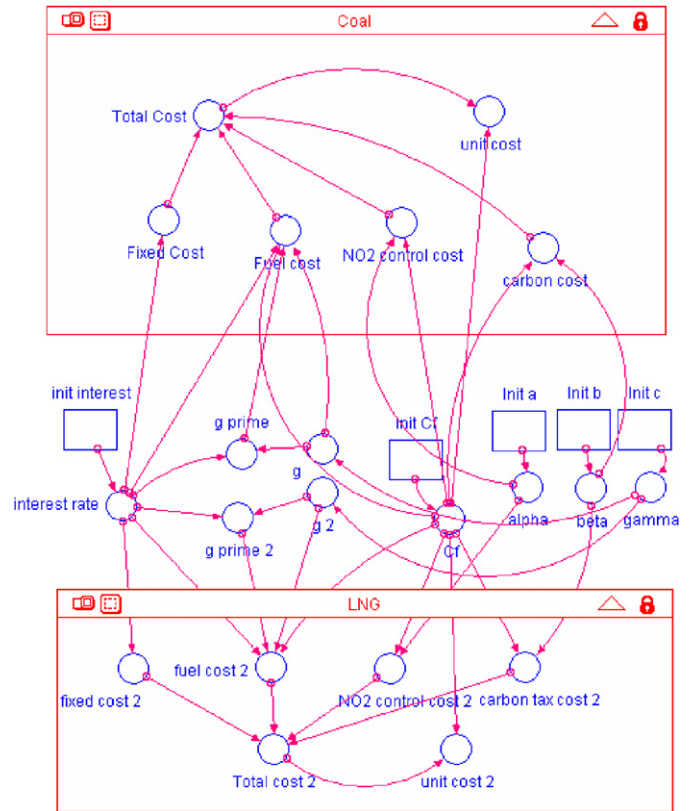 Coal
Total Cost
unit cost
Fixed Cost
Fuel cost
NO2 control cost
carbon cost
init interest
g prime
g
Init Cf
Init a
Init b
Init c
interest rate
g prime 2
g 2
Cf
alpha
beta
gamma
LNG
fixed cost 2
fuel cost 2
NO2 control cost 2
carbon tax cost 2
Total cost 2
unit cost 2